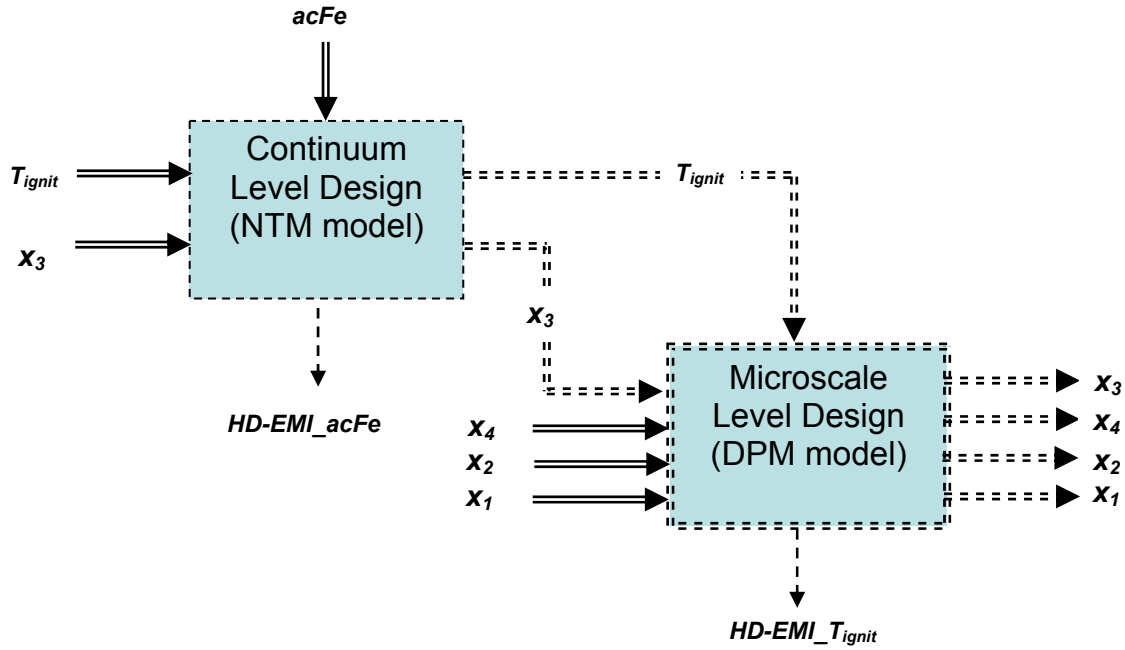 acFe
Continuum
Level Design
(NTM model)
T_ignit
T_ignit
x_3
x_3
HD-EMI_acFe
Microscale
Level Design
(DPM model)
x_4
x_2
x_1
x_3
x_4
x_2
x_1
HD-EMI_T_ignit